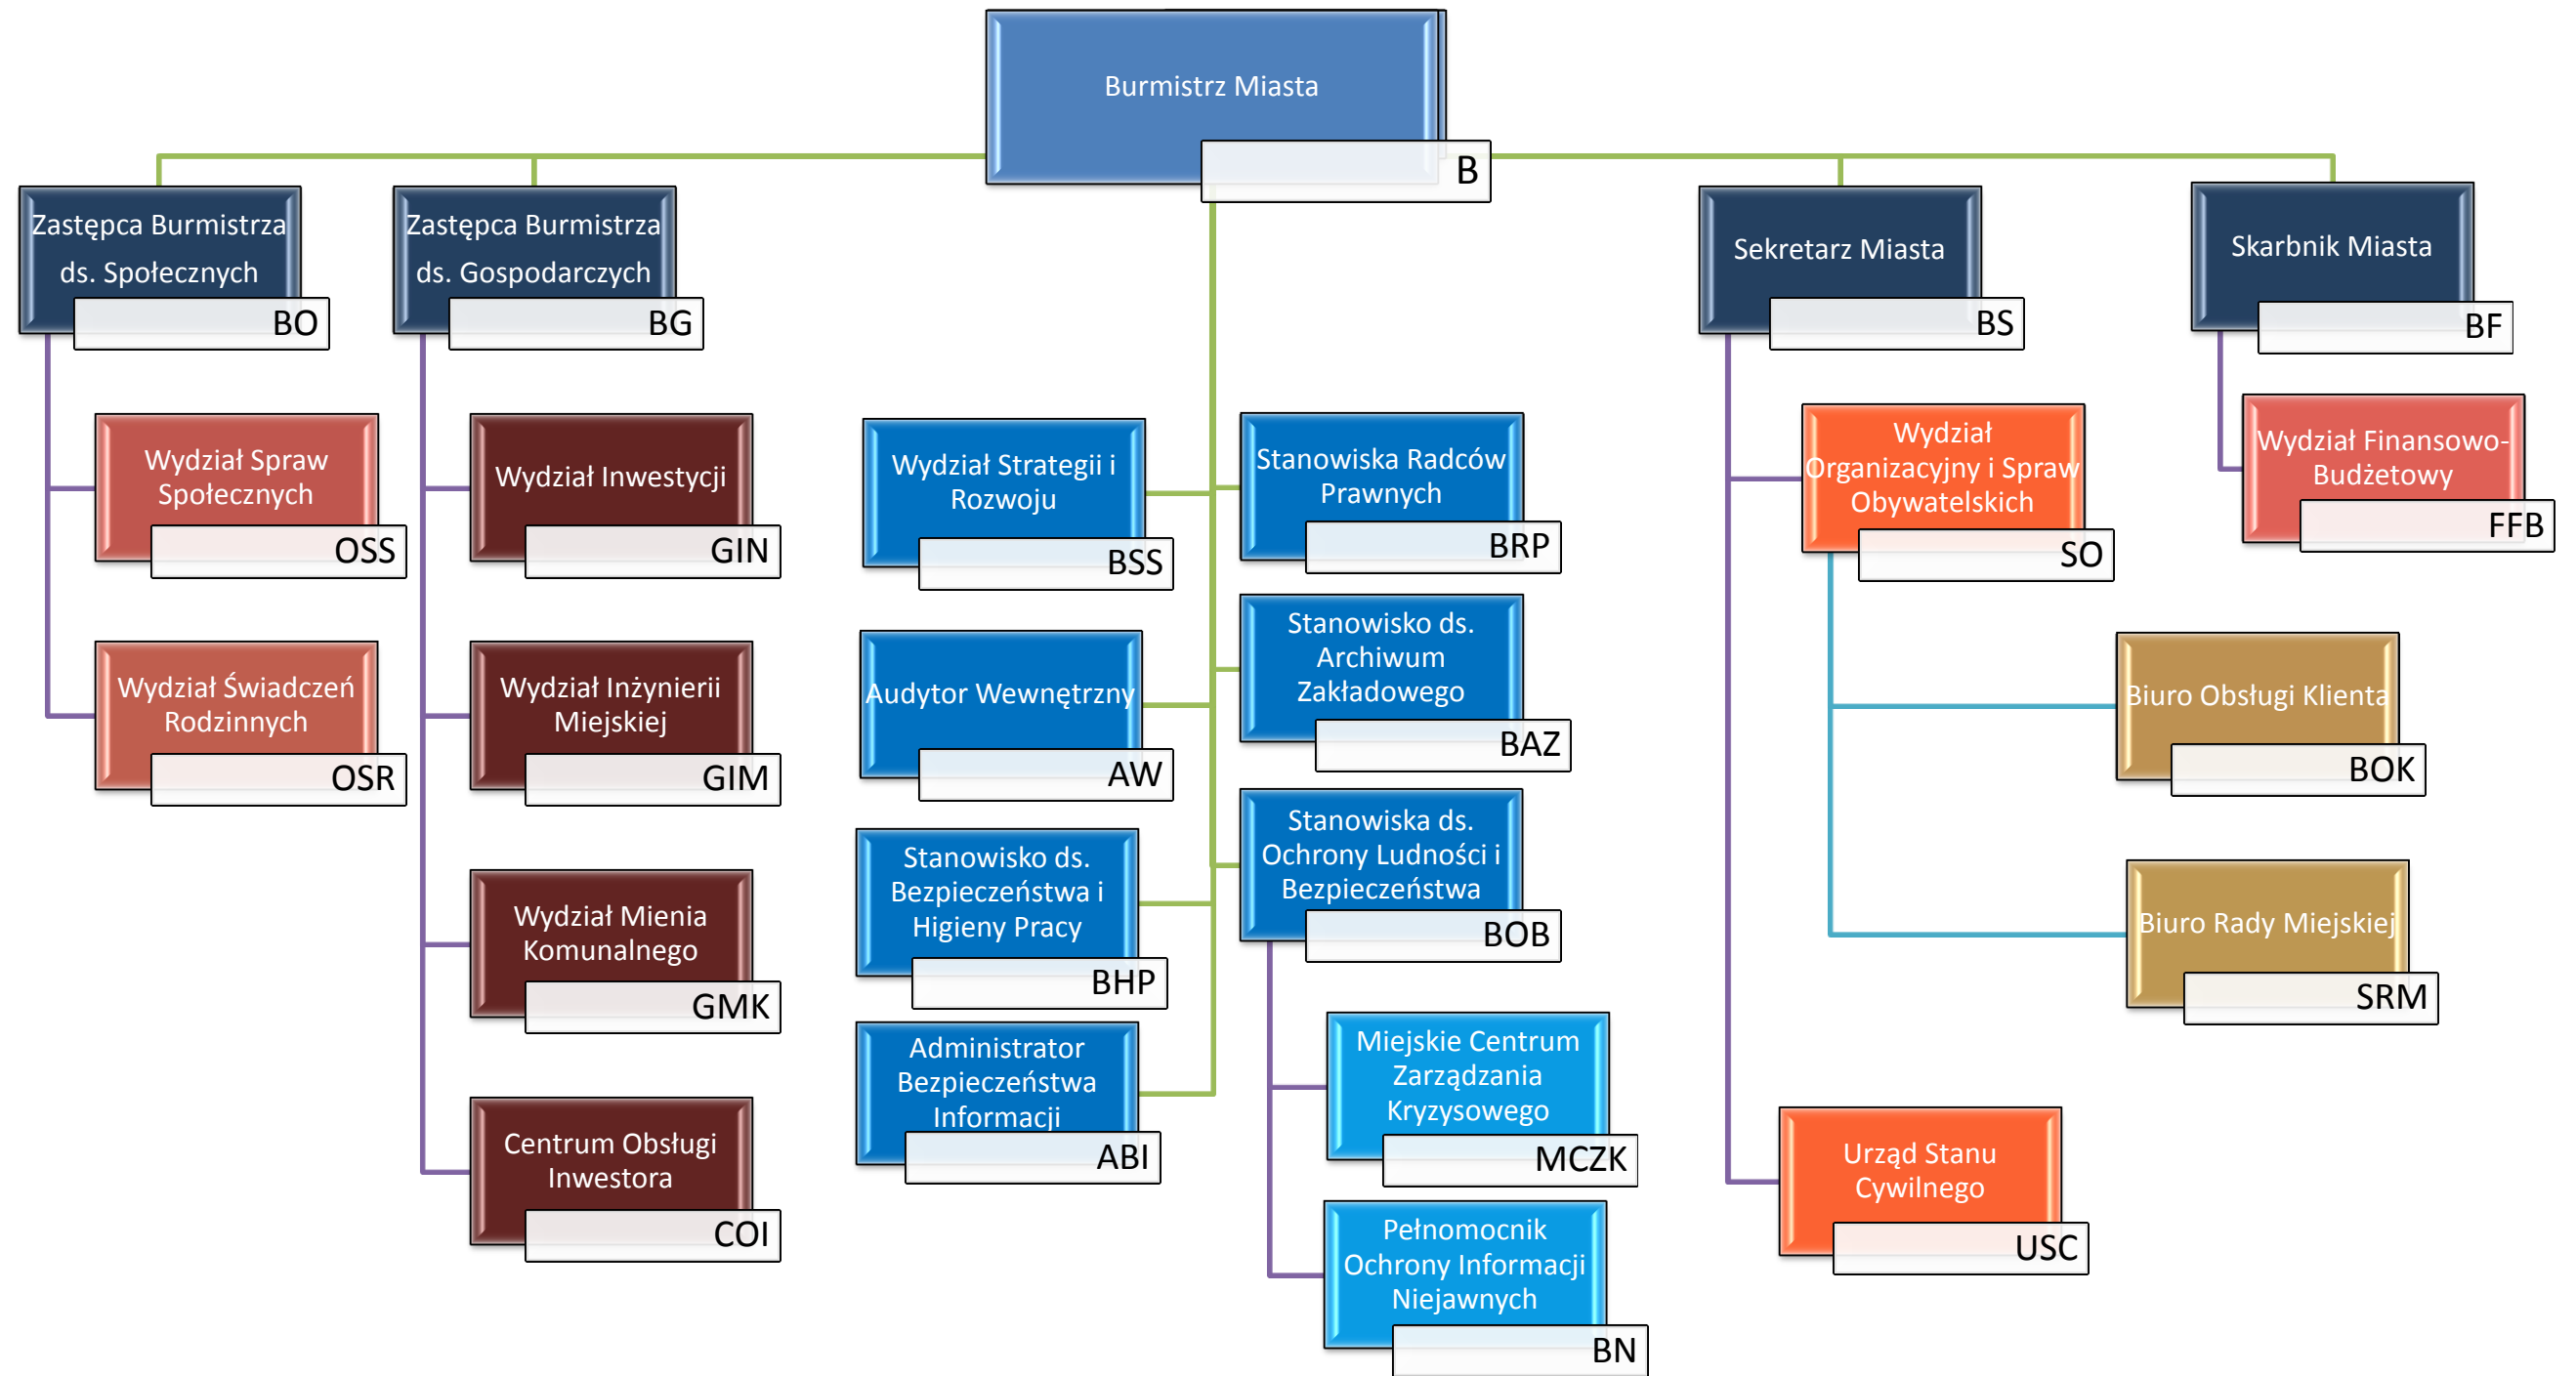 Burmistrz Miasta
B
Zastępca Burmistrza
ds. Społecznych
BO
Zastępca Burmistrza
ds. Gospodarczych
BG
Sekretarz Miasta
BS
Skarbnik Miasta
BF
Wydział Spraw
Społecznych
OSS
Wydział Świadczeń
Rodzinnych
OSR
Wydział Inwestycji
GIN
Wydział Inżynierii
Miejskiej
GIM
Wydział Mienia
Komunalnego
GMK
Centrum Obsługi
Inwestora
COI
Wydział Strategii i
Rozwoju
BSS
Audytor Wewnętrzny
AW
Stanowisko ds.
Bezpieczeństwa i
Higieny Pracy
BHP
Administrator
Bezpieczeństwa
Informacji
ABI
Stanowiska Radców
Prawnych
BRP
Stanowisko ds.
Archiwum
Zakładowego
BAZ
Stanowiska ds.
Ochrony Ludności i
Bezpieczeństwa
BOB
Miejskie Centrum
Zarządzania
Kryzysowego
MCZK
Pełnomocnik
Ochrony Informacji
Niejawnych
BN
Wydział
Organizacyjny i Spraw
Obywatelskich
SO
Biuro Obsługi Klienta
BOK
Biuro Rady Miejskiej
SRM
Urząd Stanu
Cywilnego
USC
Wydział Finansowo-
Budżetowy
FFB